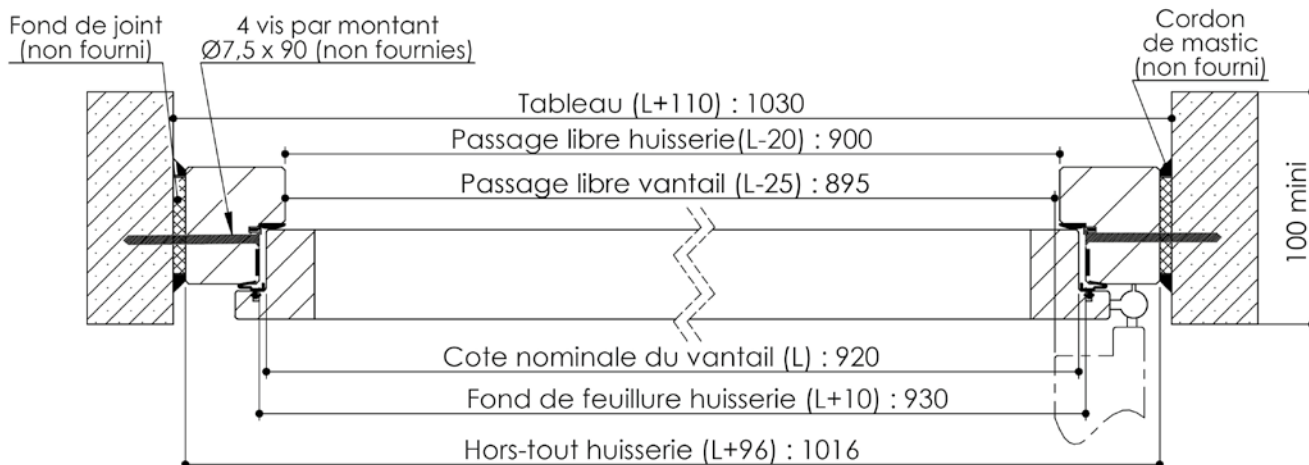 Fond de joint
(non fourni)
4 vis par montant
Ø7,5 x 90 (non fournies)
Cordon
de mastic
(non fourni)
Tableau (L+110) : 1030
Passage libre huisserie(L-20) : 900
Passage libre vantail (L-25) : 895
100 mini
Cote nominale du vantail (L) : 920
Fond de feuillure huisserie (L+10) : 930
Hors-tout huisserie (L+96) : 1016